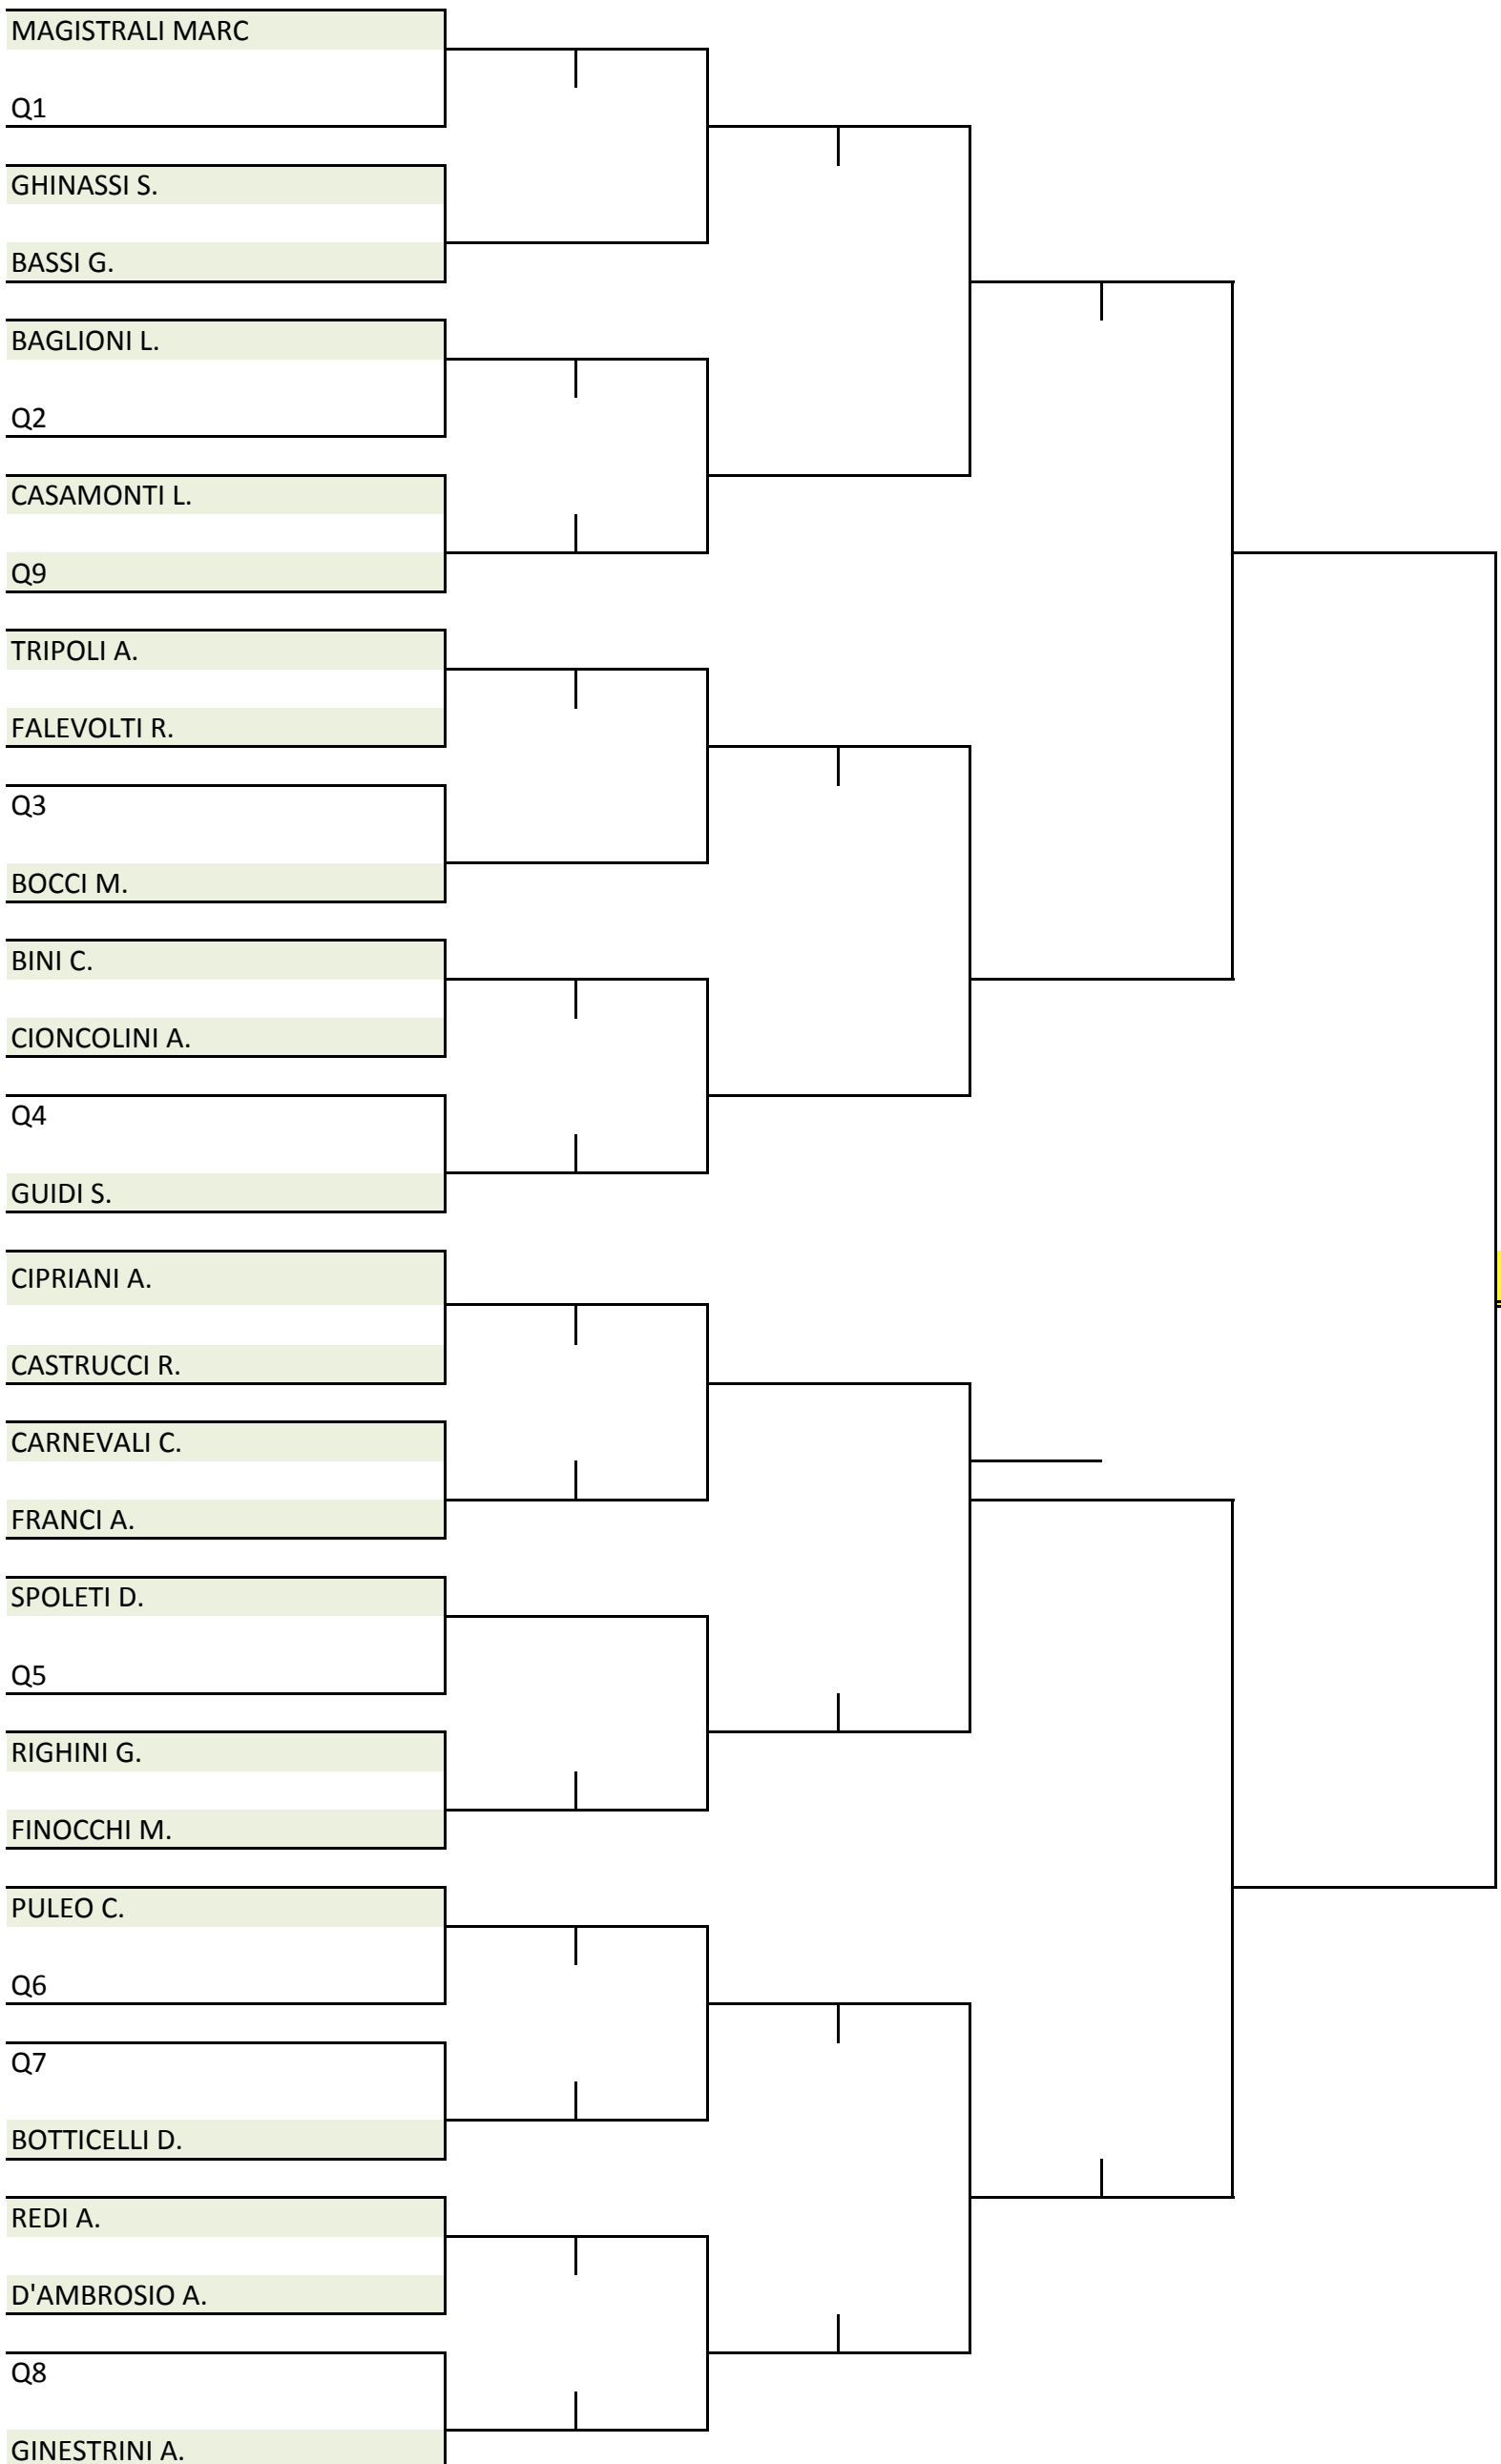 MAGISTRALI MARC
Q1
GHINASSI S.
BASSI G.
BAGLIONI L.
Q2
CASAMONTI L.
Q9
TRIPOLI A.
FALEVOLTI R.
Q3
BOCCI M.
BINI C.
CIONCOLINI A.
Q4
GUIDI S.
CIPRIANI A.
CASTRUCCI R.
CARNEVALI C.
FRANCI A.
SPOLETI D.
Q5
RIGHINI G.
FINOCCHI M.
PULEO C.
Q6
Q7
BOTTICELLI D.
REDI A.
D'AMBROSIO A.
Q8
GINESTRINI A.